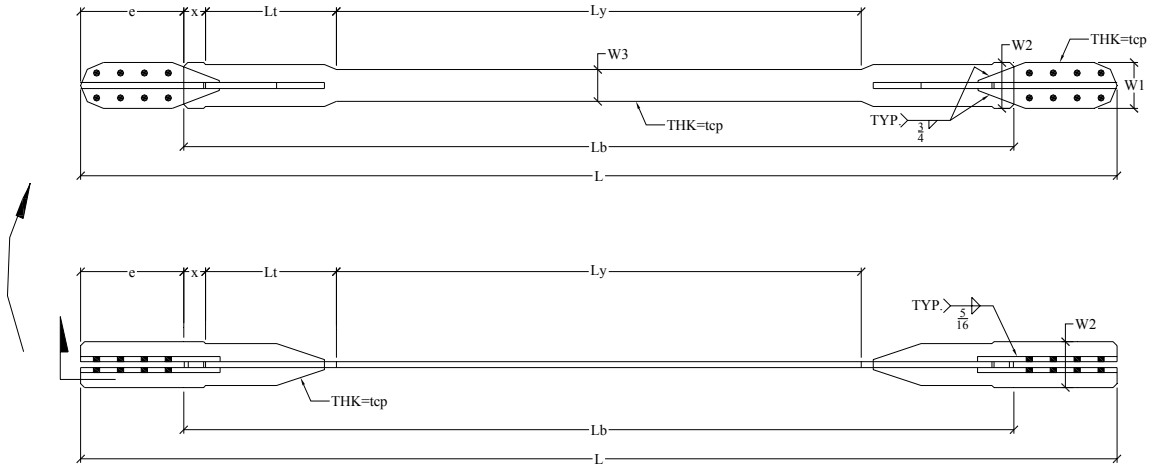 e
x
Lt
Ly
W3
W2
THK=tcp
W1
THK=tcp
TYP.
3
4
Lb
L
e
x
Lt
Ly
TYP.
5
16
W2
THK=tcp
Lb
L